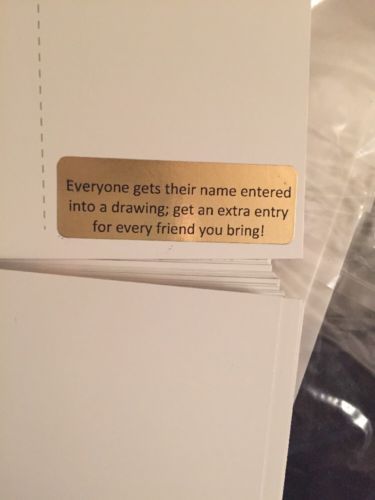 Everyone gets their name entered
into a drawing; get an extra entry
for every friend you bring!